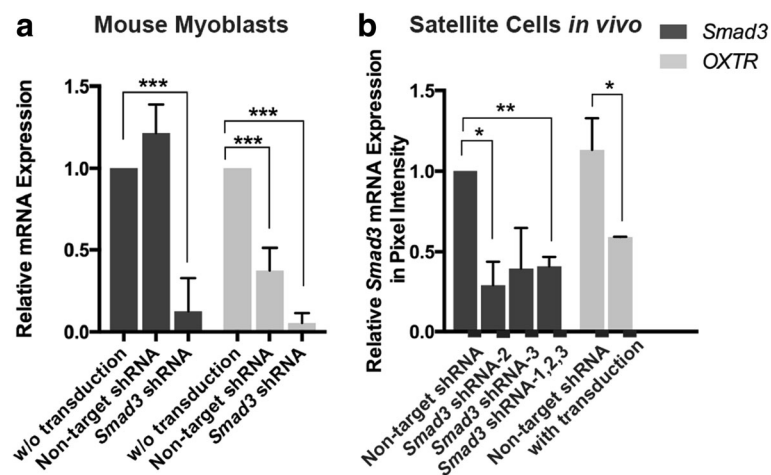 a Mouse Myoblasts
Relative mRNA Expression
1.5
1.0
0.5
0.0
***
***
***
w/o transduction
Non-target shRNA
Smad3 shRNA
w/o transduction
Non-target shRNA
Smad3 shRNA
b Satellite Cells in vivo
Smad3
OXTR
Relative Smad3 mRNA Expression
in Pixel Intensity
1.5
1.0
0.5
0.0
**
*
*
Non-target shRNA
Smad3 shRNA-2
Smad3 shRNA-3
Smad3 shRNA-1,2,3
Non-target shRNA
with transduction